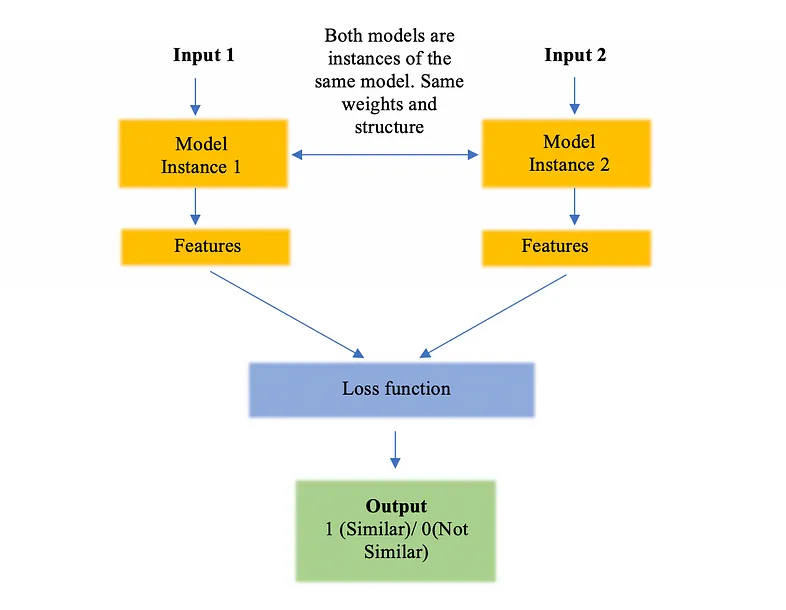 Input 1
Both models are
instances of the
same model. Same
weights and
structure
Input 2
Model
Instance 1
Model
Instance 2
Features
Features
Loss function
Output
1 (Similar)/ 0(Not
Similar)